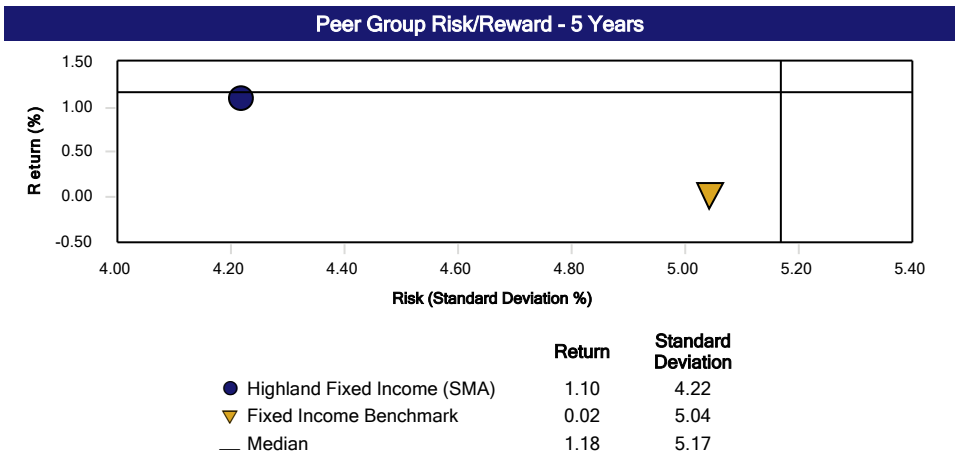 Peer Group Risk/Reward - 5 Years
1.50
1.00
0.50
0.00
-0.50
Return (%)
4.00 4.20 4.40 4.60 4.80 5.00 5.20 5.40
Risk (Standard Deviation %)
Return Standard Deviation
Highland Fixed Income (SMA) 1.10 4.22
Fixed Income Benchmark 0.02 5.04
Median 1.18 5.17